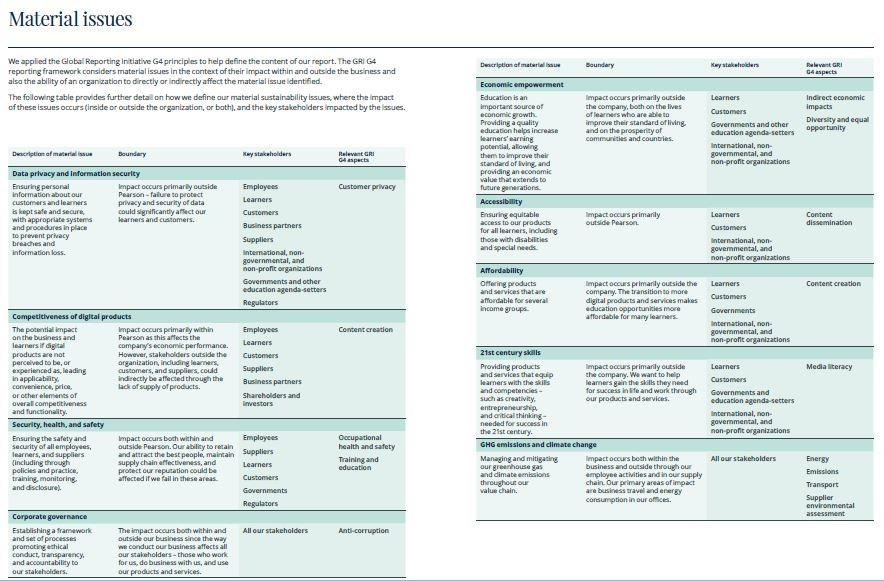 Material issues
We applied the Global Reporting Initiative G4 principles to help define the content of our report. The GRI G4
reporting framework considers material issues in the context of their impact within and outside the business and
also the ability of an organization to directly or indirectly affect the material issue identified.
The following table provides further detail on how we define our material sustainability issues, where the impact
of these issues occurs (inside or outside the organization, or both), and the key stakeholders impacted by the issues.
Description of material issue
Boundary
Key stakeholders
Relevant GRI
G4 aspects
Data privacy and information security
Ensuring personal
information about our
customers and learners
is kept safe and secure,
with appropriate systems
and procedures in place
to prevent privacy
breaches and
information loss.
Impact occurs primarily outside
Pearson – failure to protect
privacy and security of data
could significantly affect our
learners and customers.
Employees
Learners
Customers
Business partners
Suppliers
International, non-
governmental, and
non-profit organizations
Governments and other
education agenda-setters
Regulators
Customer privacy
Competitiveness of digital products
The potential impact
on the business and
learners if digital
products are not
perceived to be, or
experienced as, leading
in applicability,
convenience, price,
or other elements of
overall competitiveness
and functionality.
Impact occurs primarily within
Pearson as this affects the
company's economic performance.
However, stakeholders outside the
organization, including learners,
customers, and suppliers, could
indirectly be affected through the
lack of supply of products.
Employees
Learners
Customers
Suppliers
Business partners
Shareholders and
investors
Content creation
Security, health, and safety
Ensuring the safety and
security of all employees,
learners, and suppliers
(including through
policies and practice,
training, monitoring,
and disclosure).
Impact occurs both within and
outside Pearson. Our ability to retain
and attract the best people, maintain
supply chain effectiveness, and
protect our reputation could be
affected if we fail in these areas.
Employees
Suppliers
Learners
Customers
Governments
Regulators
Occupational
health and safety
Training and
education
Corporate governance
Establishing a framework
and set of processes
promoting ethical
conduct, transparency,
and accountability to
our stakeholders.
The impact occurs both within and
outside our business since the way
we conduct our business affects all
our stakeholders – those who work
for us, do business with us, and use
our products and services.
All our stakeholders
Anti-corruption
Description of material issue
Boundary
Key stakeholders
Relevant GRI
G4 aspects
Economic empowerment
Education is an
important source of
economic growth.
Providing a quality
education helps increase
learners' earning
potential, allowing
them to improve their
standard of living, and
providing an economic
value that extends to
future generations.
Impact occurs primarily outside
the company, both on the lives
of learners who are able to
improve their standard of living,
and on the prosperity of
communities and countries.
Learners
Customers
Governments and other
education agenda-setters
International, non-
governmental, and
non-profit organizations
Indirect economic
impacts
Diversity and equal
opportunity
Accessibility
Ensuring equitable
access to our products
for all learners, including
those with disabilities
and special needs.
Impact occurs primarily
outside Pearson.
Learners
Customers
International, non-
governmental, and
non-profit organizations
Content
dissemination
Affordability
Offering products
and services that are
affordable for several
income groups.
Impact occurs primarily outside the
company. The transition to more
digital products and services makes
education opportunities more
affordable for many learners.
Learners
Customers
Governments
International, non-
governmental, and
non-profit organizations
Content creation
21st century skills
Providing products
and services that equip
learners with the skills
and competencies –
such as creativity,
entrepreneurship,
and critical thinking –
needed for success in
the 21st century.
Impact occurs primarily outside
the company. We want to help
learners gain the skills they need
for success in life and work through
our products and services.
Learners
Customers
Governments and
education agenda-setters
International, non-
governmental, and
non-profit organizations
Media literacy
GHG emissions and climate change
Managing and mitigating
our greenhouse gas
and climate emissions
throughout our
value chain.
Impact occurs both within the
business and outside through our
employee activities and in our supply
chain. Our primary areas of impact
are business travel and energy
consumption in our offices.
All our stakeholders
Energy
Emissions
Transport
Supplier
environmental
assessment